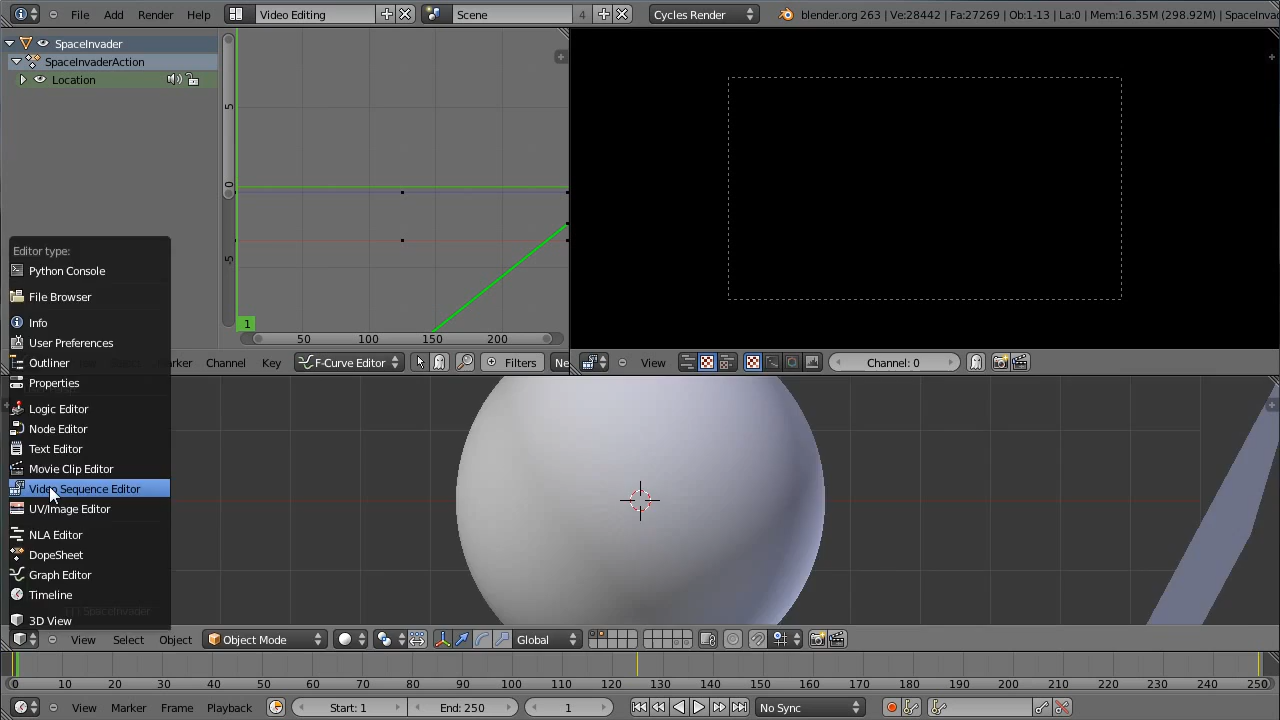 File Add Render Help Video Editing Scene 4 Cycles Render blender.org 263 | Ve:28442 | Fa:27269 | Ob:1-13 | La:0 | Mem:16.35M (298.92M) | SpaceInva
SpaceInvader
SpaceInvaderAction
Location
5
0
-5
1
50 100 150 200
Marker Channel Key F-Curve Editor Filters Ne
View Channel: 0
Editor type:
Python Console
File Browser
Info
User Preferences
Outliner
Properties
Logic Editor
Node Editor
Text Editor
Movie Clip Editor
Video Sequence Editor
UV/Image Editor
NLA Editor
DopeSheet
Graph Editor
Timeline
3D View
View Select Object Object Mode Global
0 10 20 30 40 50 60 70 80 90 100 110 120 130 140 150 160 170 180 190 200 210 220 230 240 250
View Marker Frame Playback Start: 1 End: 250 1 No Sync